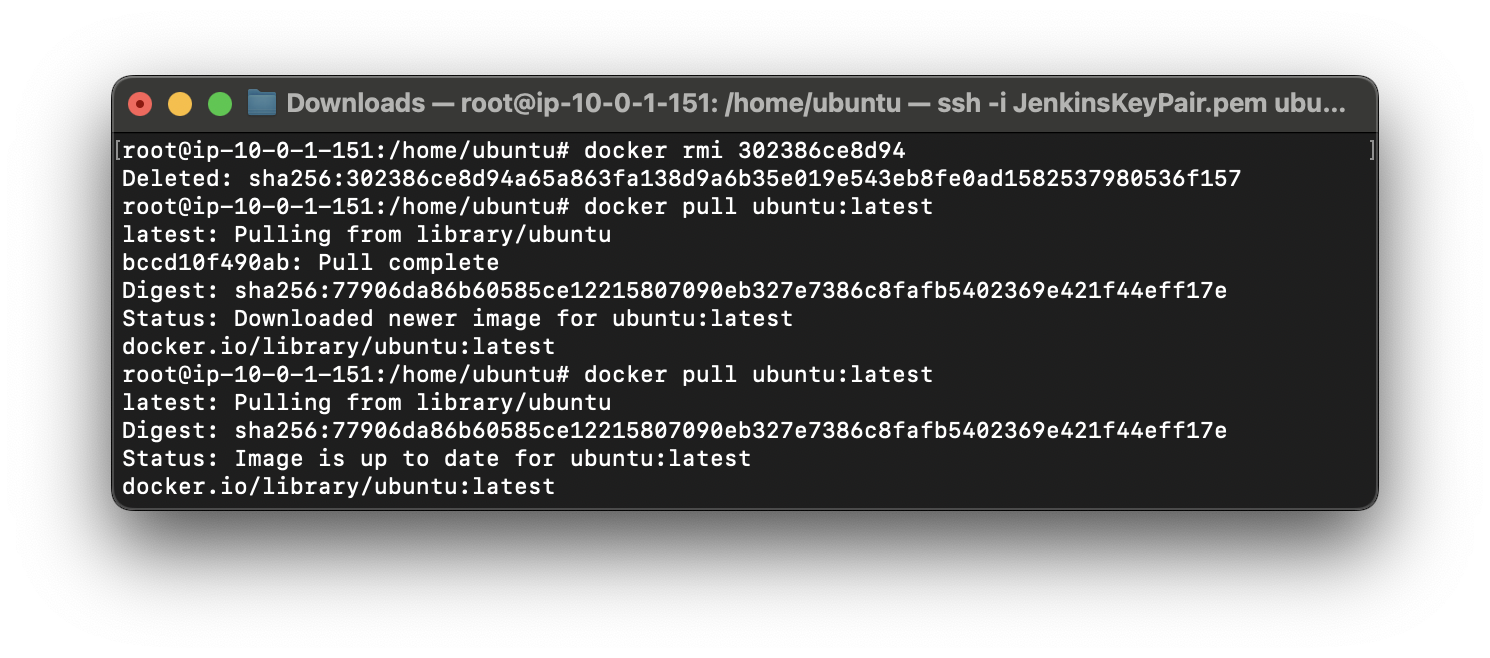 Downloads — root@ip-10-0-1-151: /home/ubuntu — ssh -i JenkinsKeyPair.pem ubu...
[root@ip-10-0-1-151:/home/ubuntu# docker rmi 302386ce8d94 ]
Deleted: sha256:302386ce8d94a65a863fa138d9a6b35e019e543eb8fe0ad1582537980536f157
root@ip-10-0-1-151:/home/ubuntu# docker pull ubuntu:latest
latest: Pulling from library/ubuntu
bccd10f490ab: Pull complete
Digest: sha256:77906da86b60585ce12215807090eb327e7386c8fafb5402369e421f44eff17e
Status: Downloaded newer image for ubuntu:latest
docker.io/library/ubuntu:latest
root@ip-10-0-1-151:/home/ubuntu# docker pull ubuntu:latest
latest: Pulling from library/ubuntu
Digest: sha256:77906da86b60585ce12215807090eb327e7386c8fafb5402369e421f44eff17e
Status: Image is up to date for ubuntu:latest
docker.io/library/ubuntu:latest